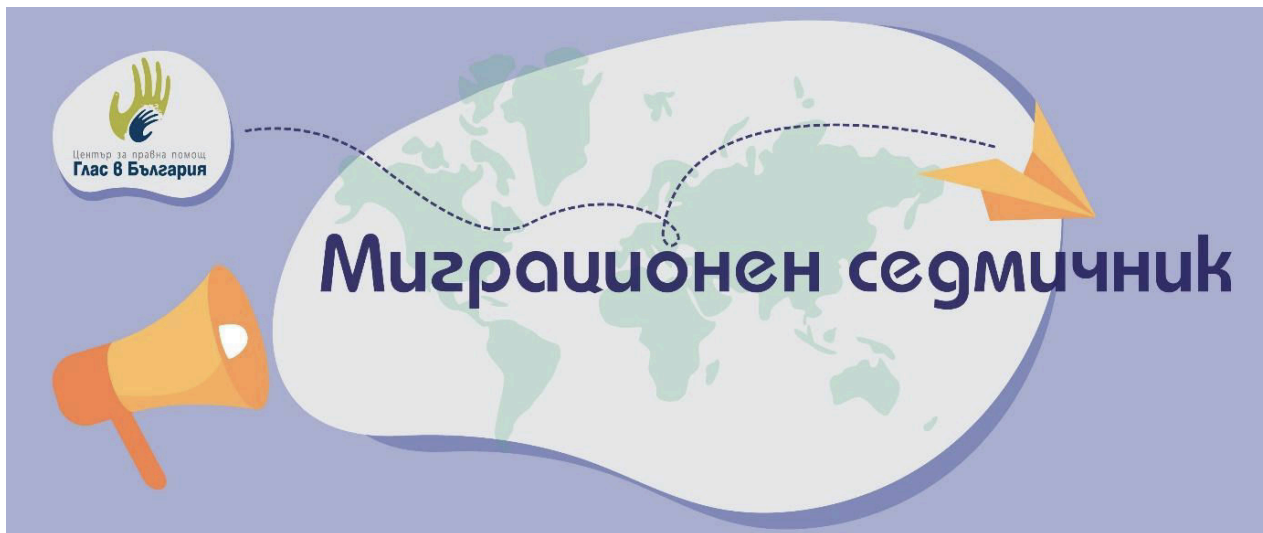 Център за правна помощ
Глас в България
Миграционен седмичник